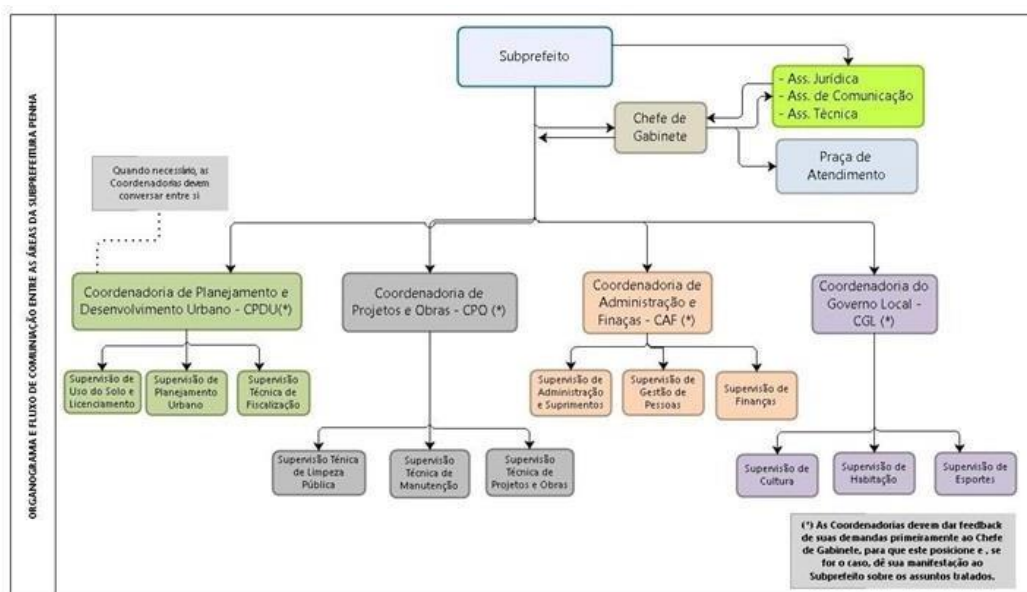 ORGANOGRAMA E FLUXO DE COMUNIAÇÃO ENTRE AS ÁREAS DA SUBPREFEITURA PENHA
Subprefeito
- Ass. Jurídica
- Ass. de Comunicação
- Ass. Tècnica
Chefe de
Gabinete
Praça de
Atendimento
Quando necessário, as
Coordenadorias devem
conversar entre si
Coordenadoria de Planejamento e
Desenvolvimento Urbano - CPDU(*)
Coordenadoria de
Projetos e Obras - CPO (*)
Coordenadoria de
Administração e
Finaças - CAF (*)
Coordenadoria do
Governo Local -
CGL (*)
Supervisão de
Uso do Solo e
Licenciamento
Supervisão de
Planejamento
Urbano
Supervisão
Técnica de
Fiscalização
Supervisão de
Administração
e Suprimentos
Supervisão de
Gestão de
Pessoas
Supervisão de
Finanças
Supervisão Ténica
de Limpeza
Pública
Supervisão
Técnica de
Manutenção
Supervisão
Técnica de
Projetos e Obras
Supervisão de
Cultura
Supervisão de
Habitação
Supervisão de
Esportes
(*) As Coordenadorias devem dar feedback
de suas demandas primeiramente ao Chefe
de Gabinete, para que este posicione e , se
for o caso, dê sua manifestação ao
Subprefeito sobre os assuntos tratados.